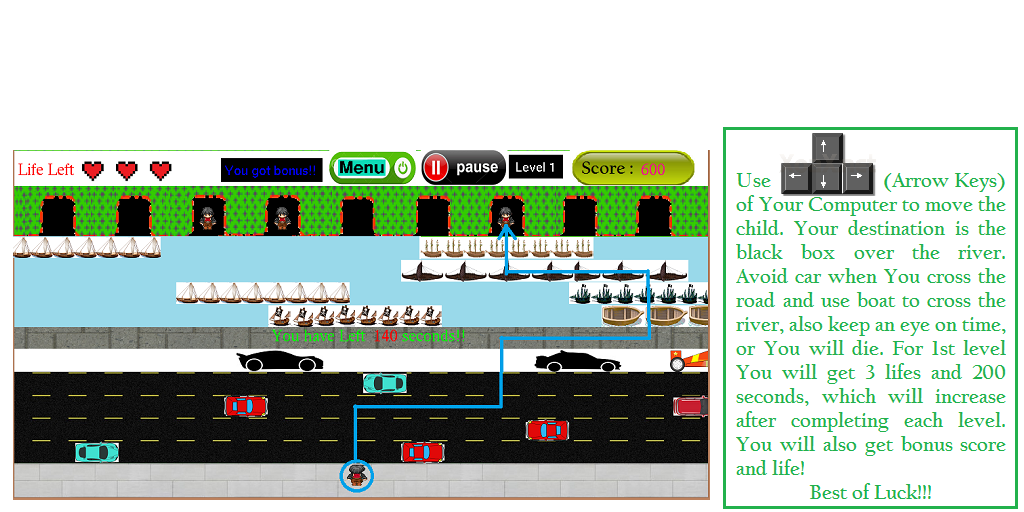 Life Left
You got bonus!!
Menu
pause
Level 1
Score : 600
You have Left 140 seconds!!
Use (Arrow Keys)
of Your Computer to move the
child. Your destination is the
black box over the river.
Avoid car when You cross the
road and use boat to cross the
river, also keep an eye on time,
or You will die. For 1st level
You will get 3 lifes and 200
seconds, which will increase
after completing each level.
You will also get bonus score
and life!
Best of Luck!!!